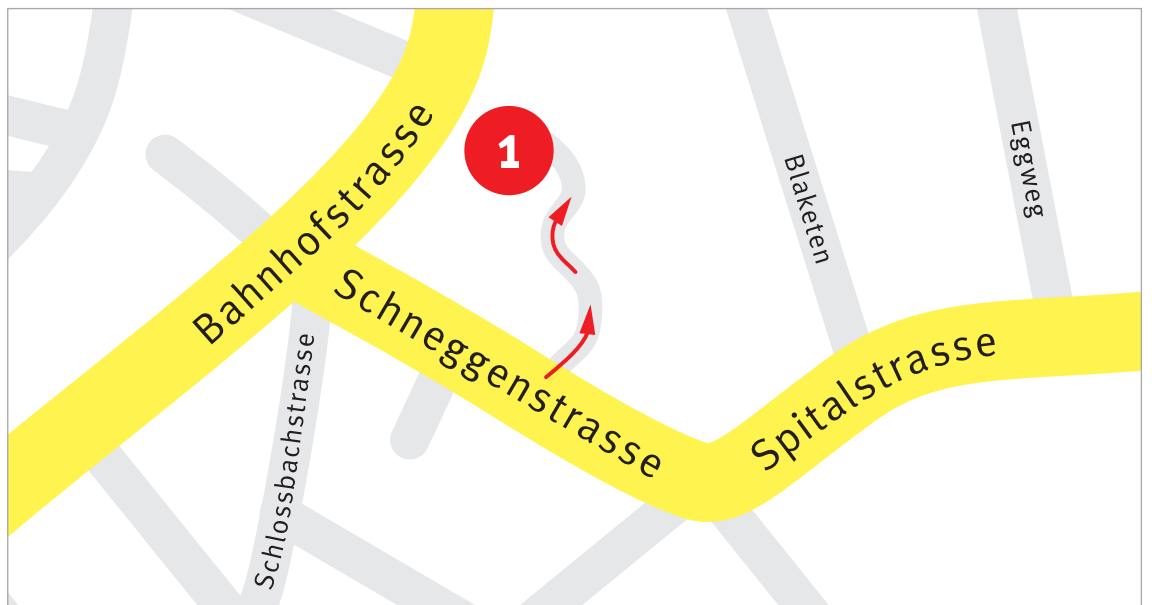 Bahnhofstrasse
1
Blaketen
Eggweg
Schneggenstrasse
Spitalstrasse
Schlossbachstrasse